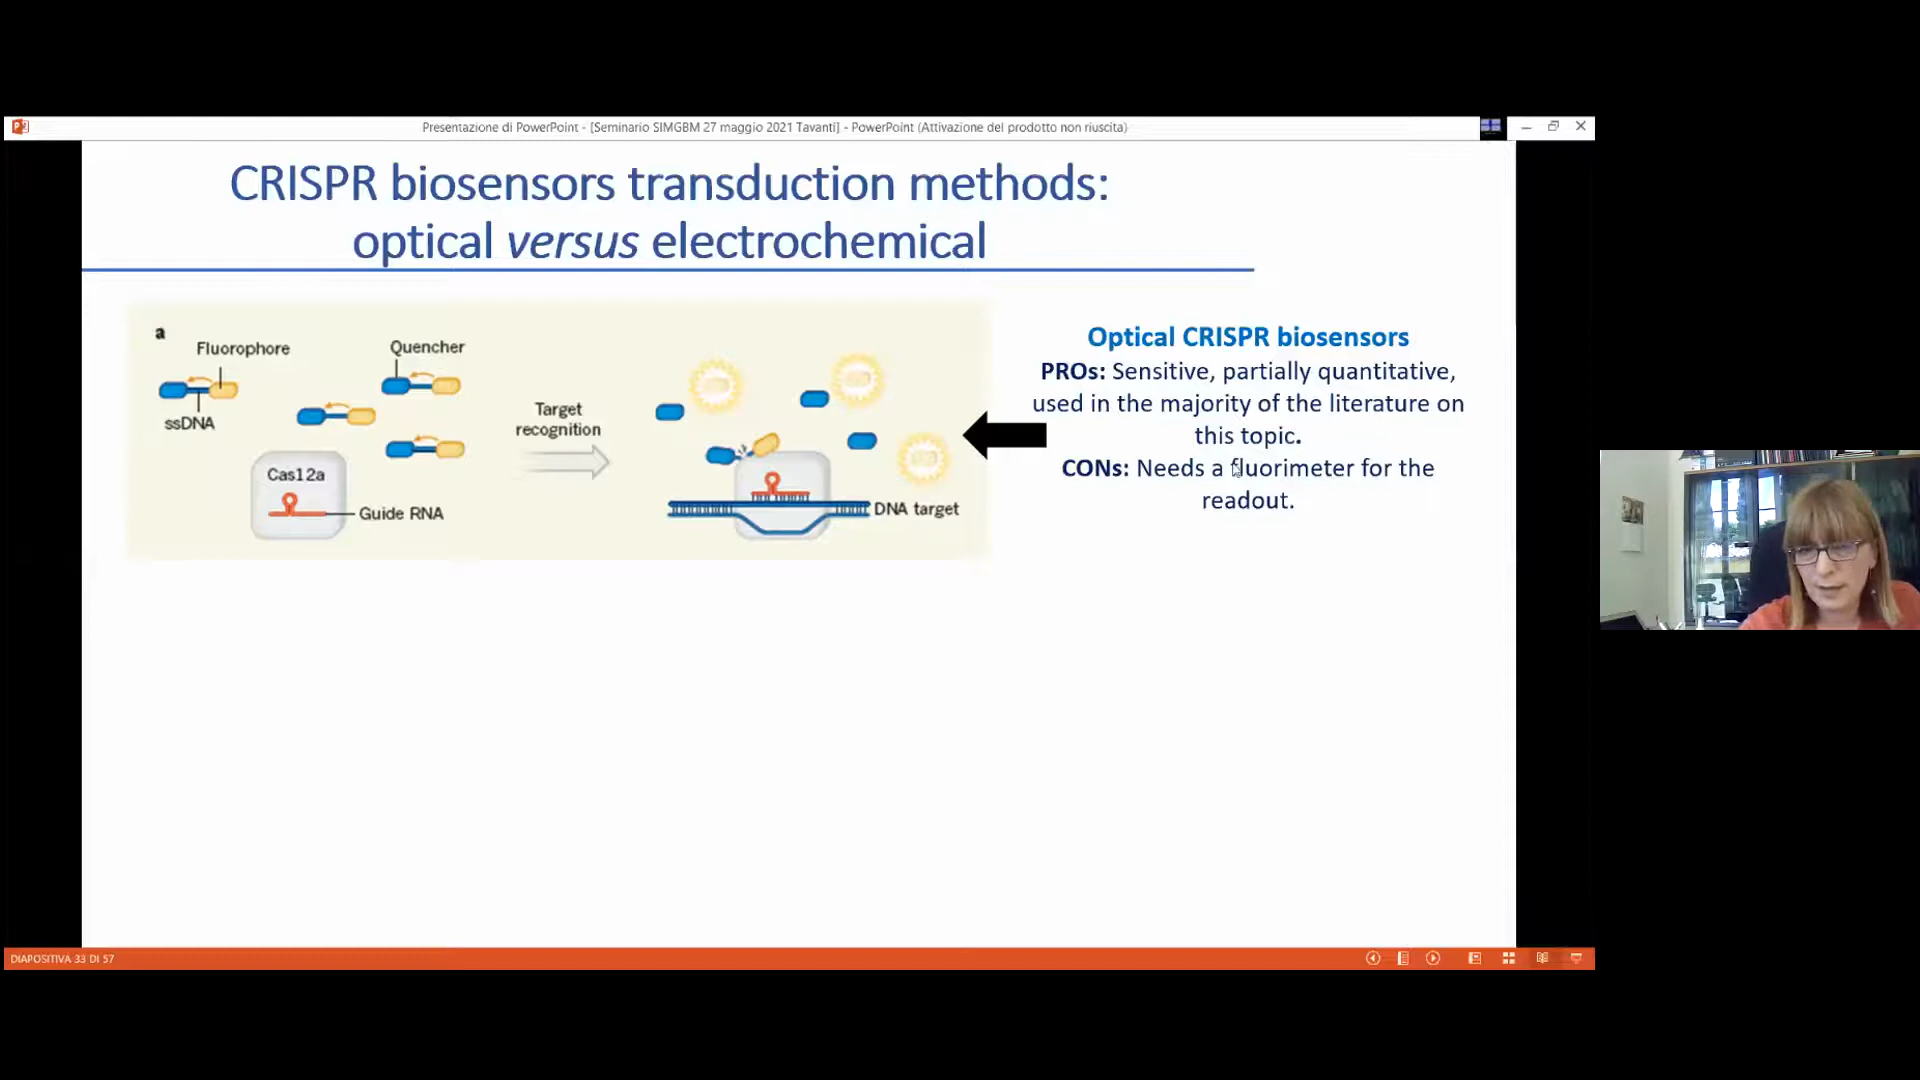 Presentazione di PowerPoint - [Seminario SIMGBM 27 maggio 2021 Tavanti] - PowerPoint (Attivazione del prodotto non riuscita)
CRISPR biosensors transduction methods:
optical versus electrochemical
a
Fluorophore
Quencher
ssDNA
Target
recognition
Cas12a
Guide RNA
DNA target
Optical CRISPR biosensors
PROs: Sensitive, partially quantitative,
used in the majority of the literature on
this topic.
CONs: Needs a fluorimeter for the
readout.
DIAPOSITIVA 33 DI 57